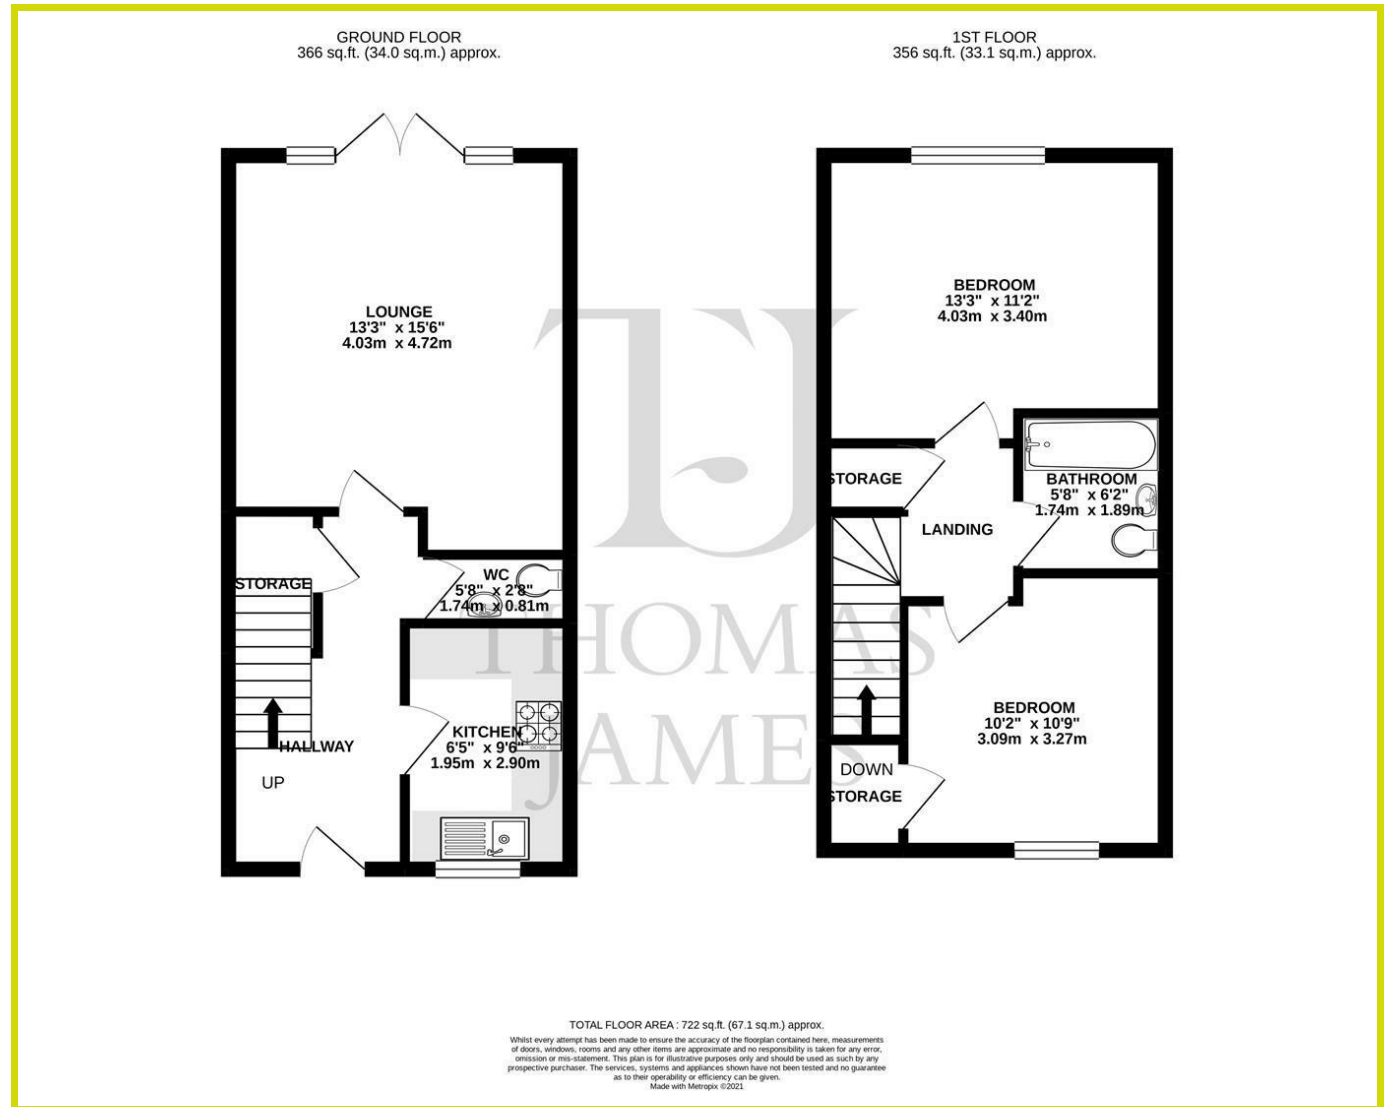 GROUND FLOOR
366 sq.ft. (34.0 sq.m.) approx.
1ST FLOOR
356 sq.ft. (33.1 sq.m.) approx.
LOUNGE
13'3" x 15'6"
4.03m x 4.72m
STORAGE
WC
5'8" x 2'8"
1.74m x 0.81m
KITCHEN
6'5" x 9'6"
1.95m x 2.90m
HALLWAY
UP
BEDROOM
13'3" x 11'2"
4.03m x 3.40m
STORAGE
BATHROOM
5'8" x 6'2"
1.74m x 1.89m
LANDING
BEDROOM
10'2" x 10'9"
3.09m x 3.27m
DOWN
STORAGE
TJ
THOMAS
JAMES
TOTAL FLOOR AREA : 722 sq.ft. (67.1 sq.m.) approx.
Whilst every attempt has been made to ensure the accuracy of the floorplan contained here, measurements
of doors, windows, rooms and any other items are approximate and no responsibility is taken for any error,
omission or mis-statement. This plan is for illustrative purposes only and should be used as such by any
prospective purchaser. The services, systems and appliances shown have not been tested and no guarantee
as to their operability or efficiency can be given.
Made with Metropix ©2021